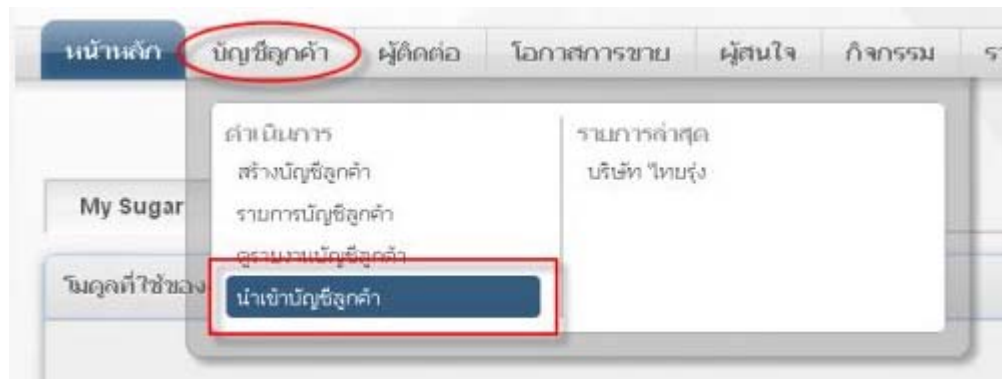 หน้าหลัก บัญชีลูกค้า ผู้ติดต่อ โอกาสการขาย ผู้สนใจ กิจกรรม
ดำเนินการ รายการล่าสุด
สร้างบัญชีลูกค้า บริษัท ไทยรุ่ง
My Sugar รายการบัญชีลูกค้า
ดูรายงานบัญชีลูกค้า
โมดูลที่ใช้ของ นำเข้าบัญชีลูกค้า